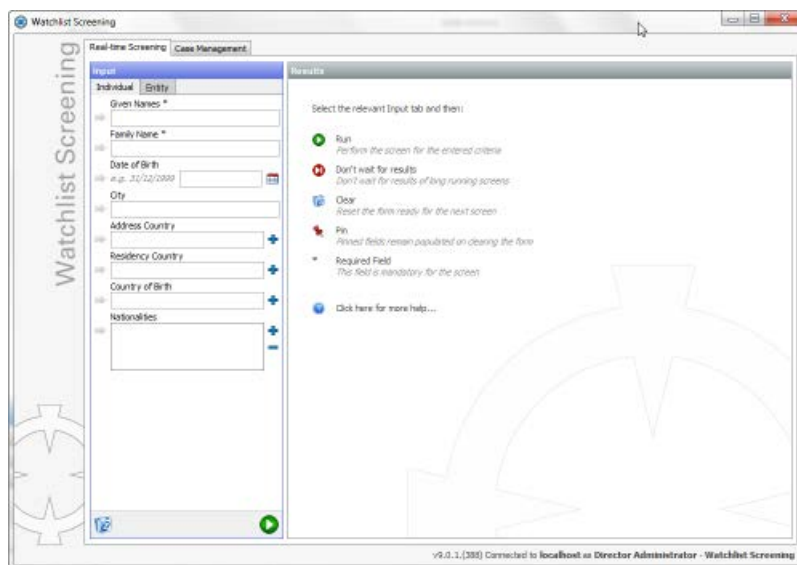 Watchlist Screening
Real-time Screening Case Management
Watchlist Screening
Input
Individual Entity
Given Names *
Family Name *
Date of Birth
e.g. 31/12/1999
City
Address Country
Residency Country
Country of Birth
Nationalities
Results
Select the relevant Input tab and then:
Run
Perform the screen for the entered criteria
Don't wait for results
Don't wait for results of long running screens
Clear
Reset the form ready for the next screen
Pin
Pinned fields remain populated on clearing the form
* Required Field
This field is mandatory for the screen
Click here for more help...
v9.0.1.(388) Connected to localhost as Director Administrator - Watchlist Screening